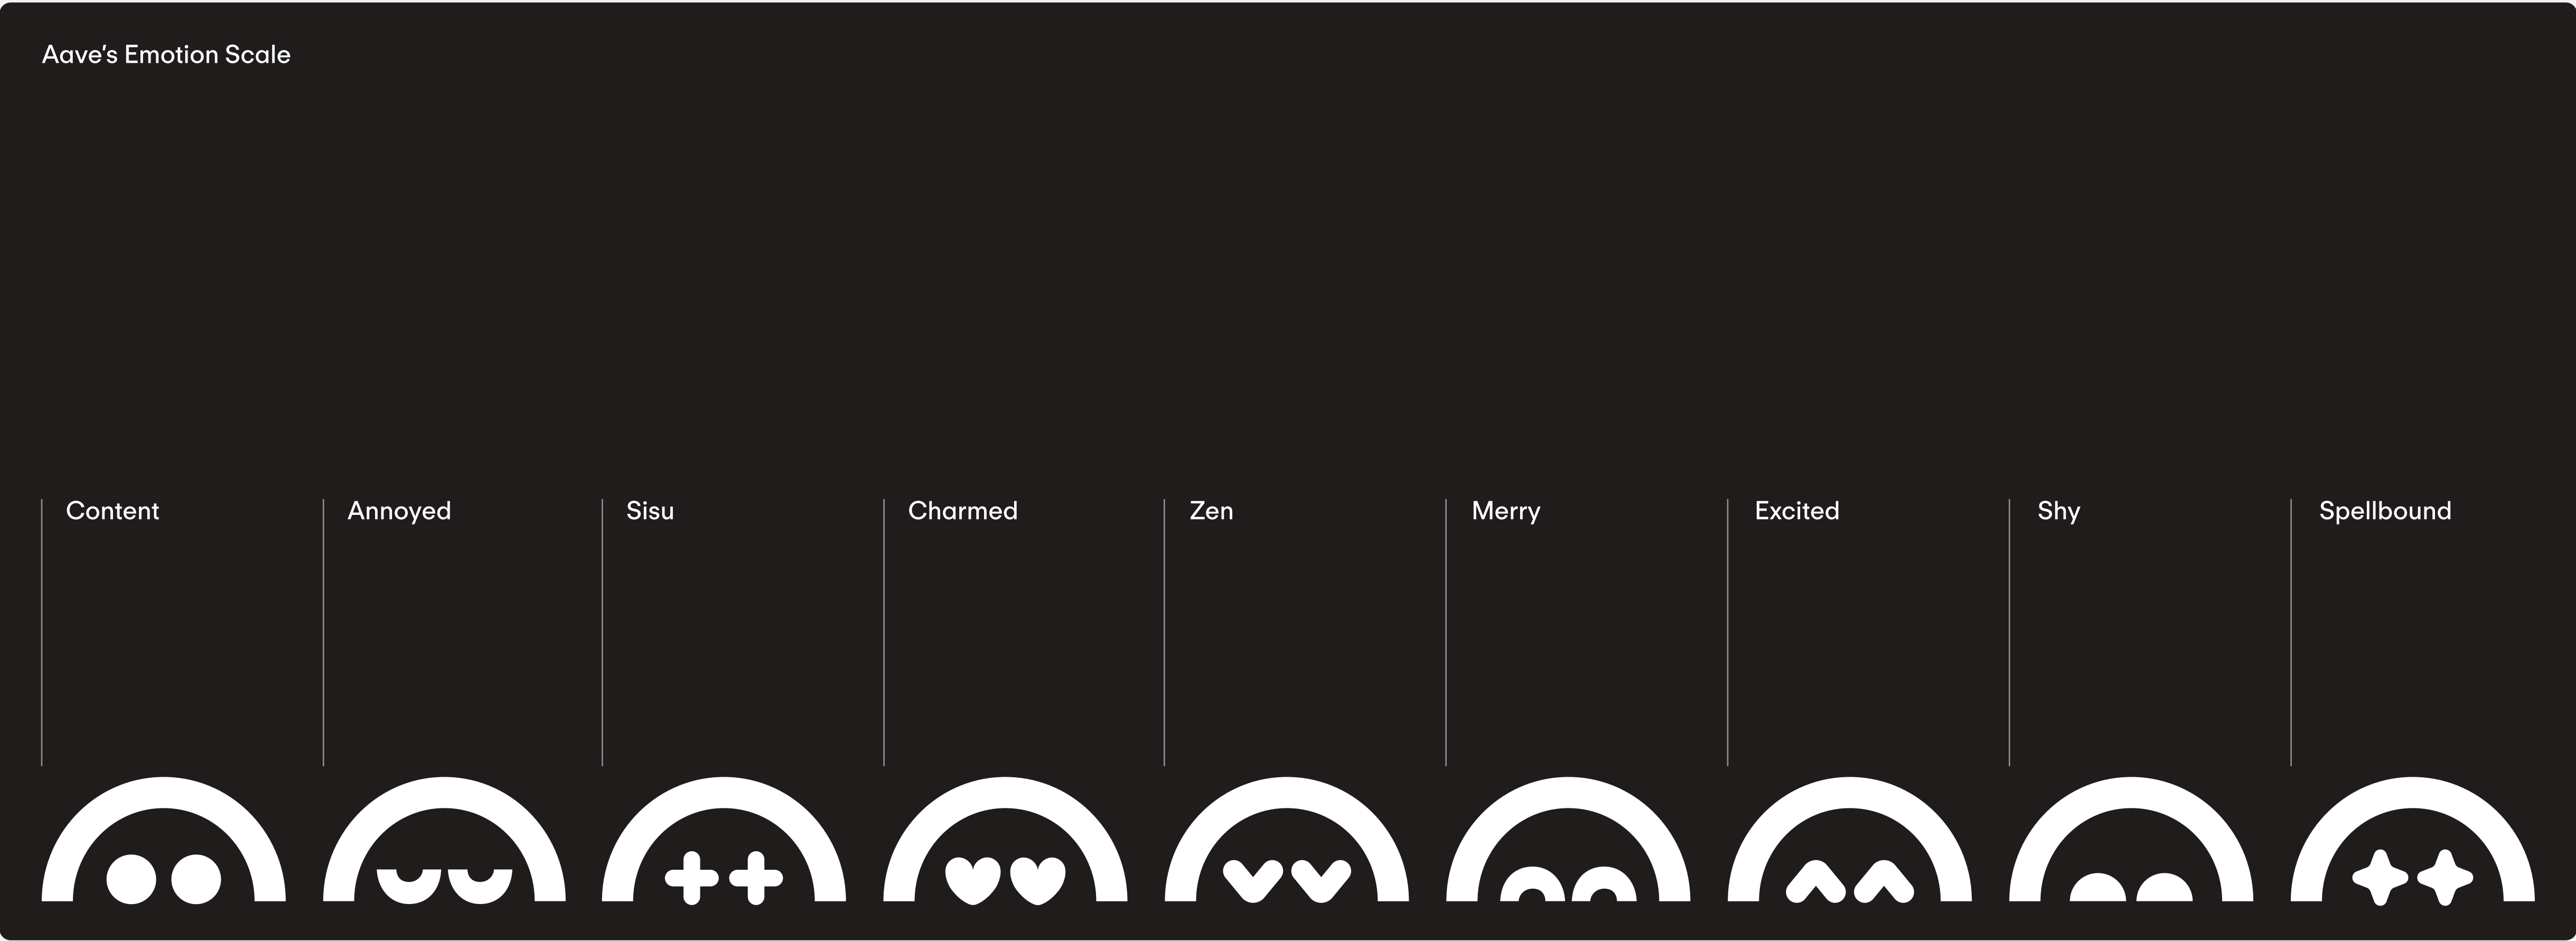 Aave's Emotion Scale
Content
Annoyed
Sisu
Charmed
Zen
Merry
Excited
Shy
Spellbound